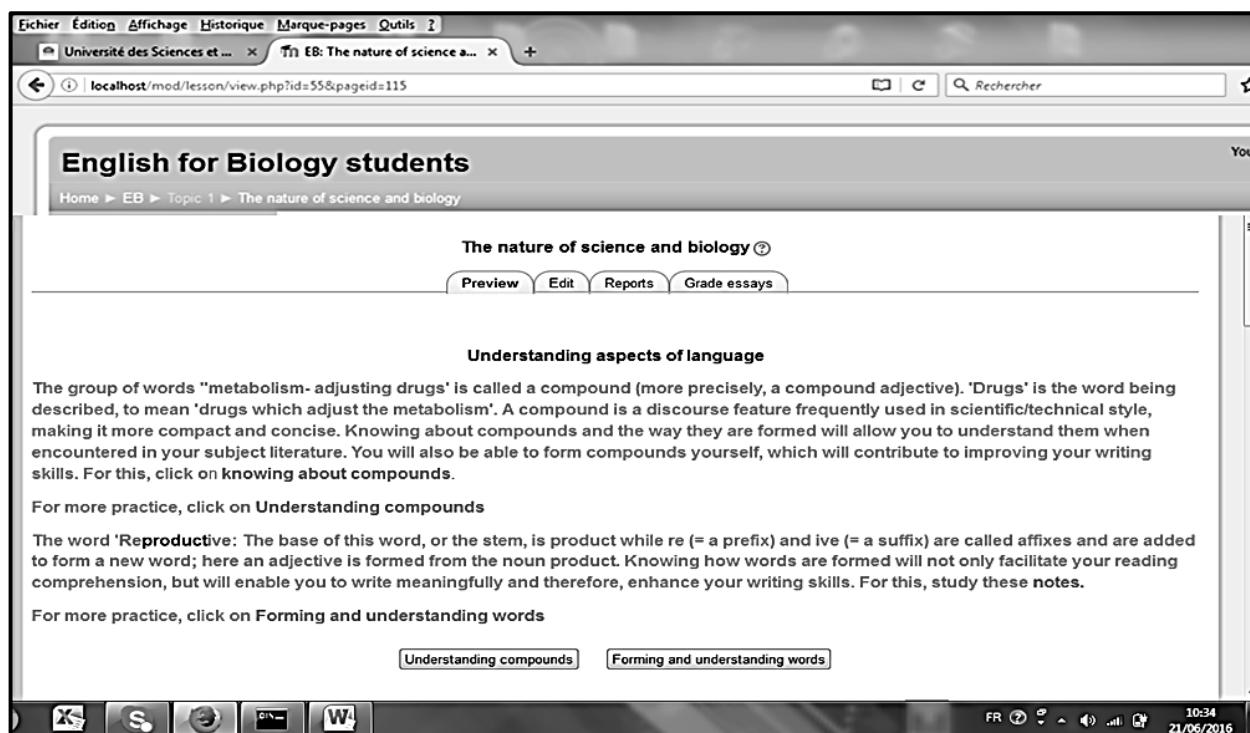 Fichier Édition Affichage Historique Marque-pages Outils ?
Université des Sciences et ... × EB: The nature of science a... × +
localhost/mod/lesson/view.php?id=55&pageid=115 Rechercher
English for Biology students
You
Home ► EB ► Topic 1 ► The nature of science and biology
The nature of science and biology ?
Preview Edit Reports Grade essays
Understanding aspects of language
The group of words "metabolism- adjusting drugs' is called a compound (more precisely, a compound adjective). 'Drugs' is the word being
described, to mean 'drugs which adjust the metabolism'. A compound is a discourse feature frequently used in scientific/technical style,
making it more compact and concise. Knowing about compounds and the way they are formed will allow you to understand them when
encountered in your subject literature. You will also be able to form compounds yourself, which will contribute to improving your writing
skills. For this, click on knowing about compounds.
For more practice, click on Understanding compounds
The word 'Reproductive: The base of this word, or the stem, is product while re (= a prefix) and ive (= a suffix) are called affixes and are added
to form a new word; here an adjective is formed from the noun product. Knowing how words are formed will not only facilitate your reading
comprehension, but will enable you to write meaningfully and therefore, enhance your writing skills. For this, study these notes.
For more practice, click on Forming and understanding words
Understanding compounds Forming and understanding words
FR 10:34
21/06/2016